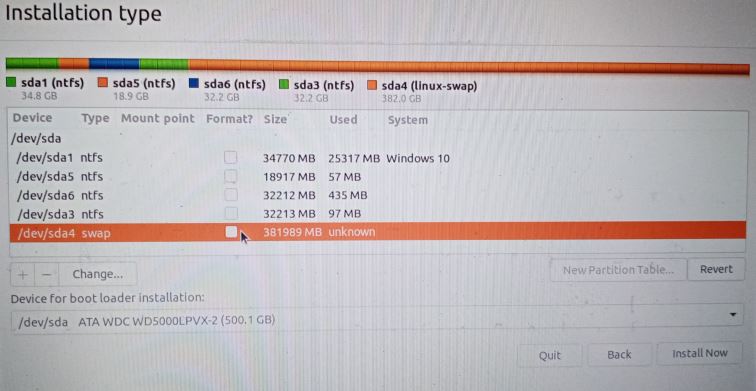 Installation type
sda1 (ntfs) sda5 (ntfs) sda6 (ntfs) sda3 (ntfs) sda4 (linux-swap)
34.8 GB 18.9 GB 32.2 GB 32.2 GB 382.0 GB
Device Type Mount point Format? Size Used System
/dev/sda
/dev/sda1 ntfs 34770 MB 25317 MB Windows 10
/dev/sda5 ntfs 18917 MB 57 MB
/dev/sda6 ntfs 32212 MB 435 MB
/dev/sda3 ntfs 32213 MB 97 MB
/dev/sda4 swap 381989 MB unknown
+ − Change... New Partition Table... Revert
Device for boot loader installation:
/dev/sda ATA WDC WD5000LPVX-2 (500.1 GB)
Quit Back Install Now